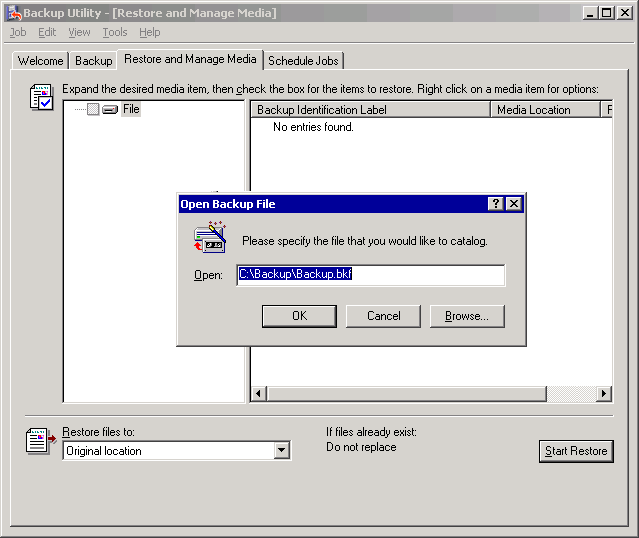 Backup Utility - [Restore and Manage Media]
Job Edit View Tools Help
Welcome Backup Restore and Manage Media Schedule Jobs
Expand the desired media item, then check the box for the items to restore. Right click on a media item for options:
File
Backup Identification Label Media Location F
No entries found.
Open Backup File
Please specify the file that you would like to catalog.
Open: C:\Backup\Backup.bkf
OK Cancel Browse...
Restore files to:
Original location
If files already exist:
Do not replace
Start Restore